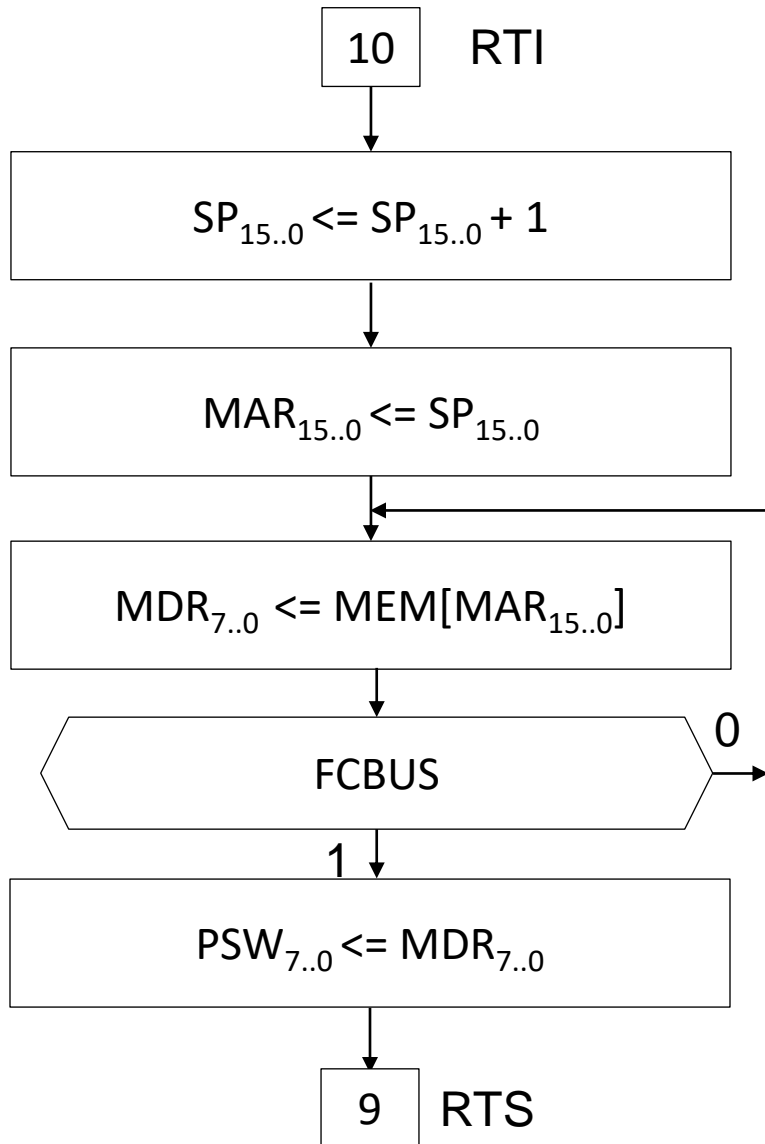 10 RTI
SP15..0 <= SP15..0 + 1
MAR15..0 <= SP15..0
MDR7..0 <= MEM[MAR15..0]
0
FCBUS
1
PSW7..0 <= MDR7..0
9 RTS